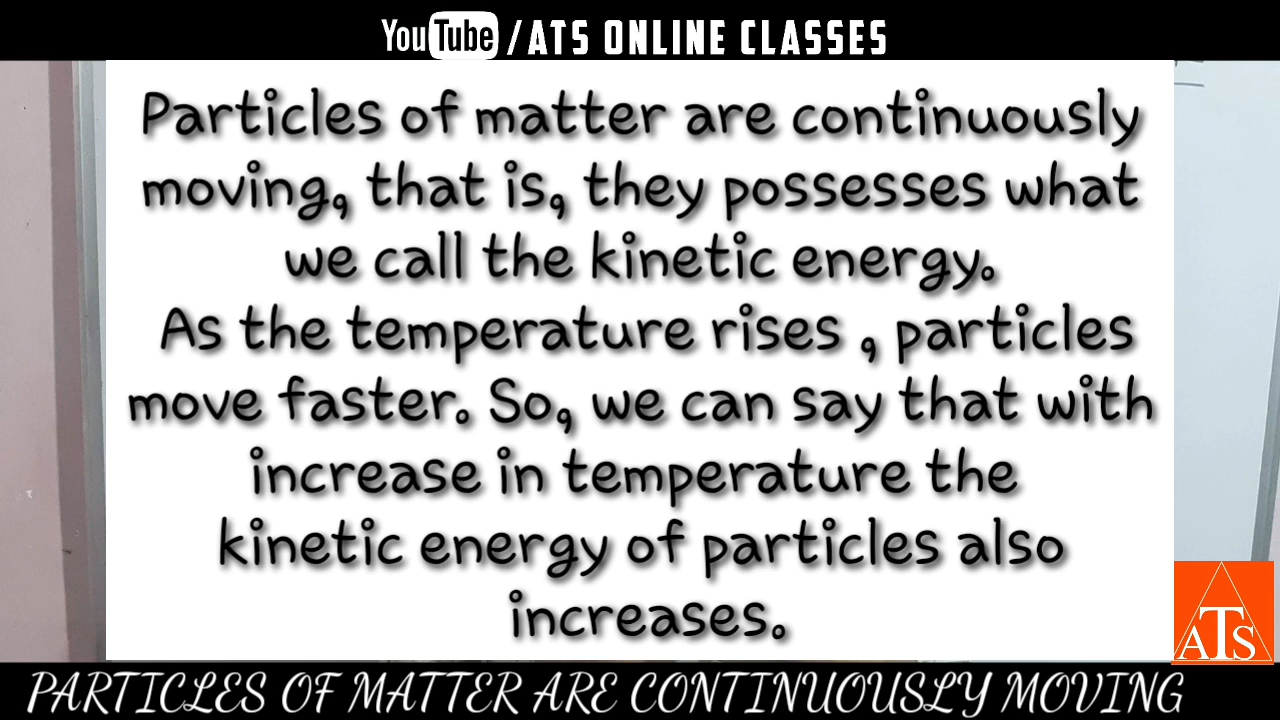 YouTube/ATS ONLINE CLASSES
Particles of matter are continuously
moving, that is, they possesses what
we call the kinetic energy.
As the temperature rises , particles
move faster. So, we can say that with
increase in temperature the
kinetic energy of particles also
increases.
ATS
PARTICLES OF MATTER ARE CONTINUOUSLY MOVING